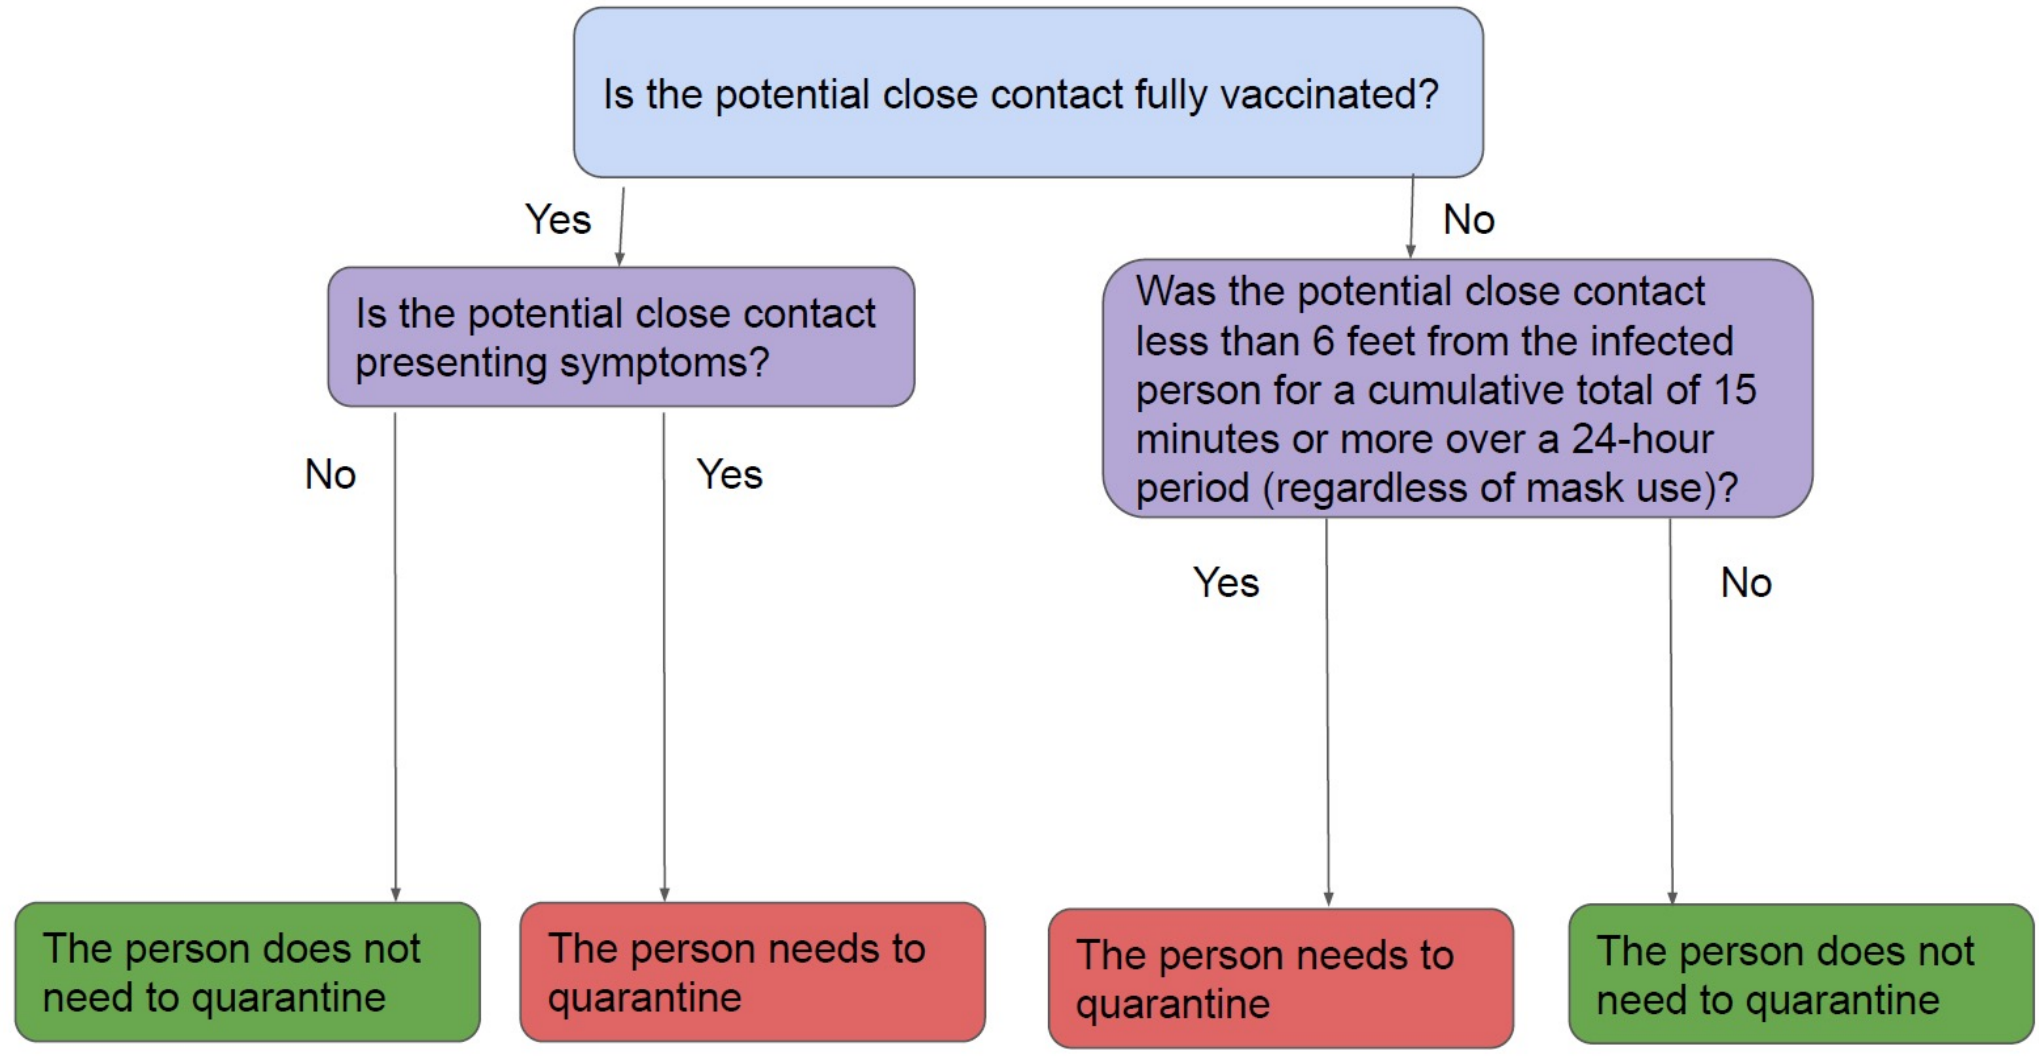 Is the potential close contact fully vaccinated?
Yes
No
Is the potential close contact
presenting symptoms?
Was the potential close contact
less than 6 feet from the infected
person for a cumulative total of 15
minutes or more over a 24-hour
period (regardless of mask use)?
No
Yes
Yes
No
The person does not
need to quarantine
The person needs to
quarantine
The person needs to
quarantine
The person does not
need to quarantine